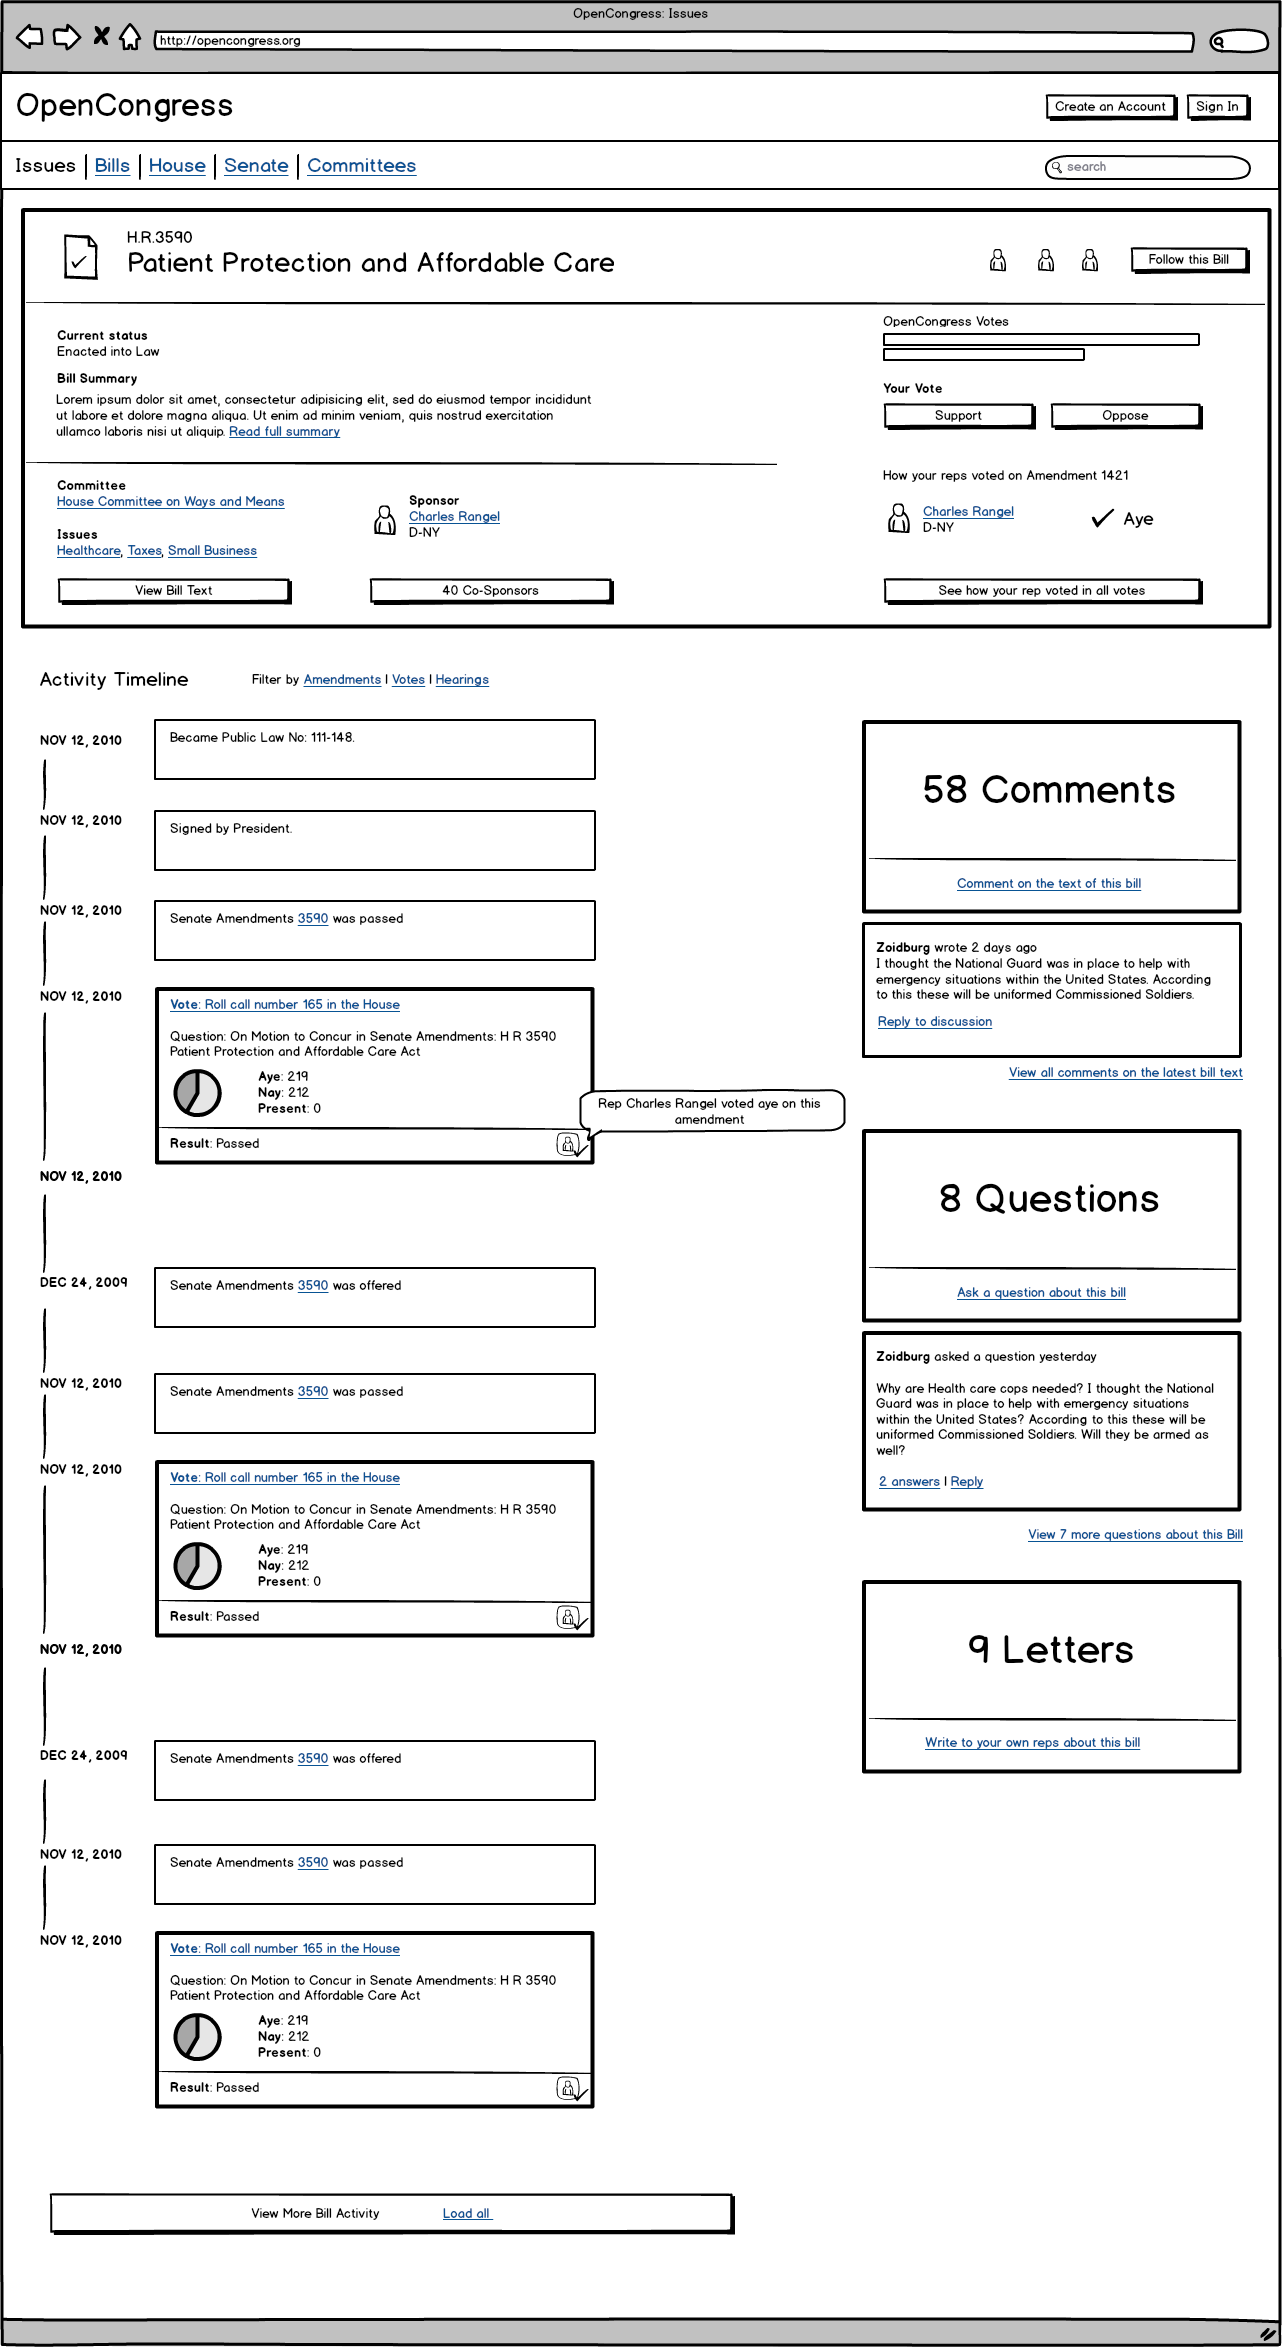 OpenCongress: Issues
http://opencongress.org
OpenCongress
Create an Account
Sign In
Issues | Bills | House | Senate | Committees
search
H.R.3590
Patient Protection and Affordable Care
Follow this Bill
Current status
Enacted into Law
Bill Summary
Lorem ipsum dolor sit amet, consectetur adipisicing elit, sed do eiusmod tempor incididunt
ut labore et dolore magna aliqua. Ut enim ad minim veniam, quis nostrud exercitation
ullamco laboris nisi ut aliquip. Read full summary
OpenCongress Votes
Your Vote
Support
Oppose
Committee
House Committee on Ways and Means
Issues
Healthcare, Taxes, Small Business
Sponsor
Charles Rangel
D-NY
How your reps voted on Amendment 1421
Charles Rangel
D-NY
Aye
View Bill Text
40 Co-Sponsors
See how your rep voted in all votes
Activity Timeline
Filter by Amendments | Votes | Hearings
NOV 12, 2010
Became Public Law No: 111-148.
NOV 12, 2010
Signed by President.
NOV 12, 2010
Senate Amendments 3590 was passed
NOV 12, 2010
Vote: Roll call number 165 in the House
Question: On Motion to Concur in Senate Amendments: H R 3590
Patient Protection and Affordable Care Act
Aye: 219
Nay: 212
Present: 0
Result: Passed
Rep Charles Rangel voted aye on this
amendment
NOV 12, 2010
DEC 24, 2009
Senate Amendments 3590 was offered
NOV 12, 2010
Senate Amendments 3590 was passed
NOV 12, 2010
Vote: Roll call number 165 in the House
Question: On Motion to Concur in Senate Amendments: H R 3590
Patient Protection and Affordable Care Act
Aye: 219
Nay: 212
Present: 0
Result: Passed
NOV 12, 2010
DEC 24, 2009
Senate Amendments 3590 was offered
NOV 12, 2010
Senate Amendments 3590 was passed
NOV 12, 2010
Vote: Roll call number 165 in the House
Question: On Motion to Concur in Senate Amendments: H R 3590
Patient Protection and Affordable Care Act
Aye: 219
Nay: 212
Present: 0
Result: Passed
View More Bill Activity
Load all
58 Comments
Comment on the text of this bill
Zoidburg wrote 2 days ago
I thought the National Guard was in place to help with
emergency situations within the United States. According
to this these will be uniformed Commissioned Soldiers.
Reply to discussion
View all comments on the latest bill text
8 Questions
Ask a question about this bill
Zoidburg asked a question yesterday
Why are Health care cops needed? I thought the National
Guard was in place to help with emergency situations
within the United States? According to this these will be
uniformed Commissioned Soldiers. Will they be armed as
well?
2 answers | Reply
View 7 more questions about this Bill
9 Letters
Write to your own reps about this bill